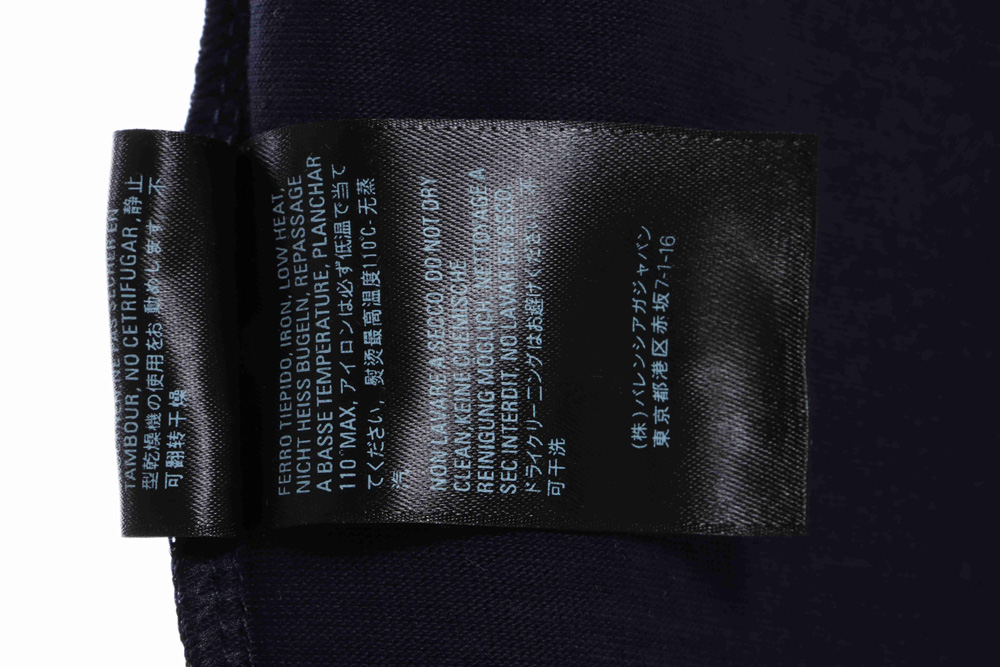 TAMBOUR, NO CETRIFUGAR, 静止
型乾燥機の使用をお 勧めします, 不
可翻转干燥
FERRO TIEPIDO, IRON, LOW HEAT,
NICHT HEISS BUGELN, REPASSAGE
A BASSE TEMPERATURE, PLANCHAR
110°MAX, アイロンは必ず低温で当て
てください, 熨烫最高温度110°C- 无蒸
汽
NON LAVARE A SECCO, DO NOT DRY
CLEAN, KEINE CHEMISCHE
REINIGUNG MOGLICH, NETTOYAGE A
SEC INTERDIT, NO LAVAR EN SECO,
ドライクリーニングはお避けください, 不
可干洗
(株) バレンシアガジャパン
東京都港区赤坂7-1-16